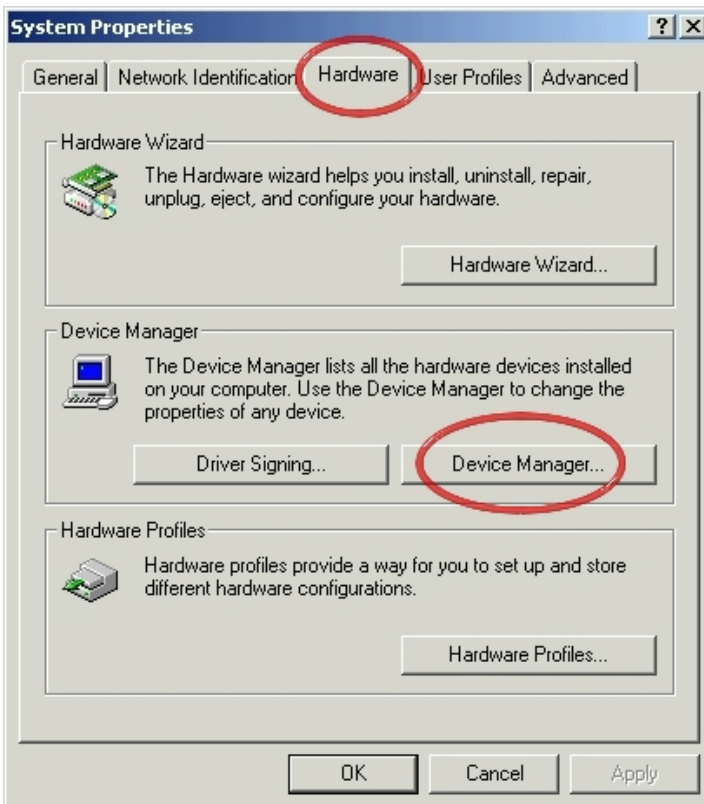 System Properties
General Network Identification Hardware User Profiles Advanced
Hardware Wizard
The Hardware wizard helps you install, uninstall, repair,
unplug, eject, and configure your hardware.
Hardware Wizard...
Device Manager
The Device Manager lists all the hardware devices installed
on your computer. Use the Device Manager to change the
properties of any device.
Driver Signing... Device Manager...
Hardware Profiles
Hardware profiles provide a way for you to set up and store
different hardware configurations.
Hardware Profiles...
OK Cancel Apply